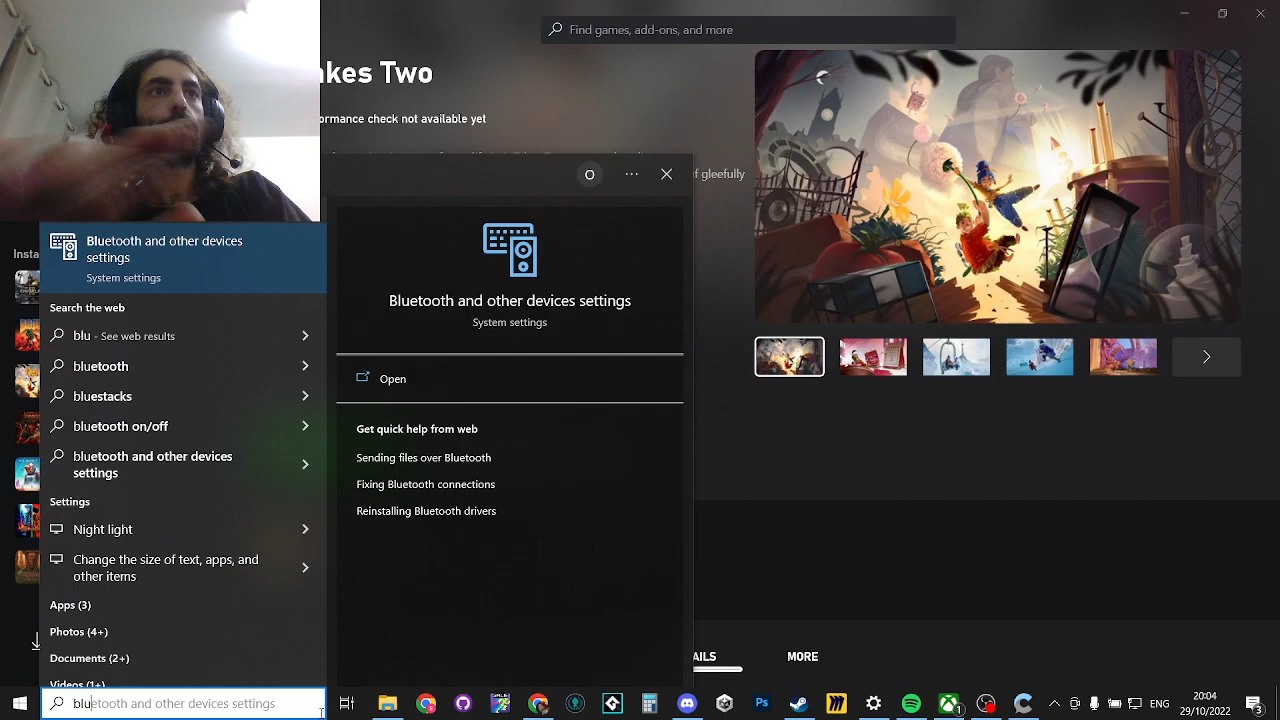 Find games, add-ons, and more
akes Two
ormance check not available yet
f gleefully
O
Insta
Bluetooth and other devices
settings
System settings
Search the web
blu - See web results
bluetooth
bluestacks
bluetooth on/off
bluetooth and other devices
settings
Settings
Night light
Change the size of text, apps, and
other items
Apps (3)
Photos (4+)
Documents (2+)
Videos (1+)
Bluetooth and other devices settings
System settings
Open
Get quick help from web
Sending files over Bluetooth
Fixing Bluetooth connections
Reinstalling Bluetooth drivers
AILS
MORE
bluetooth and other devices settings
Ps
ENG
20:04
29/10/2022
3